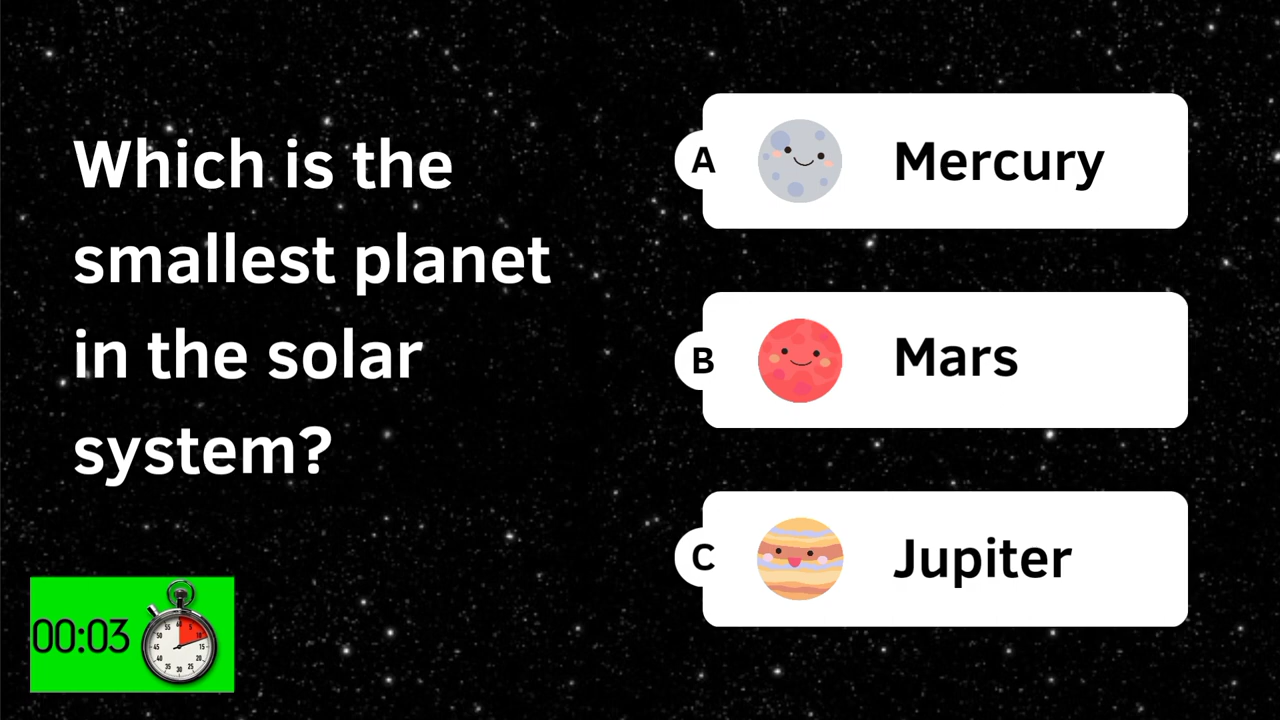 Which is the
smallest planet
in the solar
system?
A Mercury
B Mars
C Jupiter
00:03